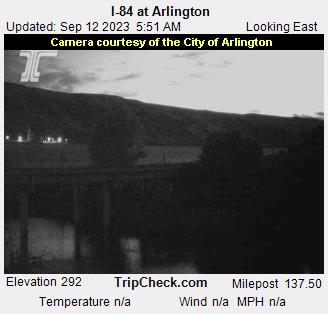 I-84 at Arlington
Updated: Sep 12 2023 5:51 AM Looking East
Camera courtesy of the City of Arlington
Elevation 292 TripCheck.com Milepost 137.50
Temperature n/a Wind n/a MPH n/a